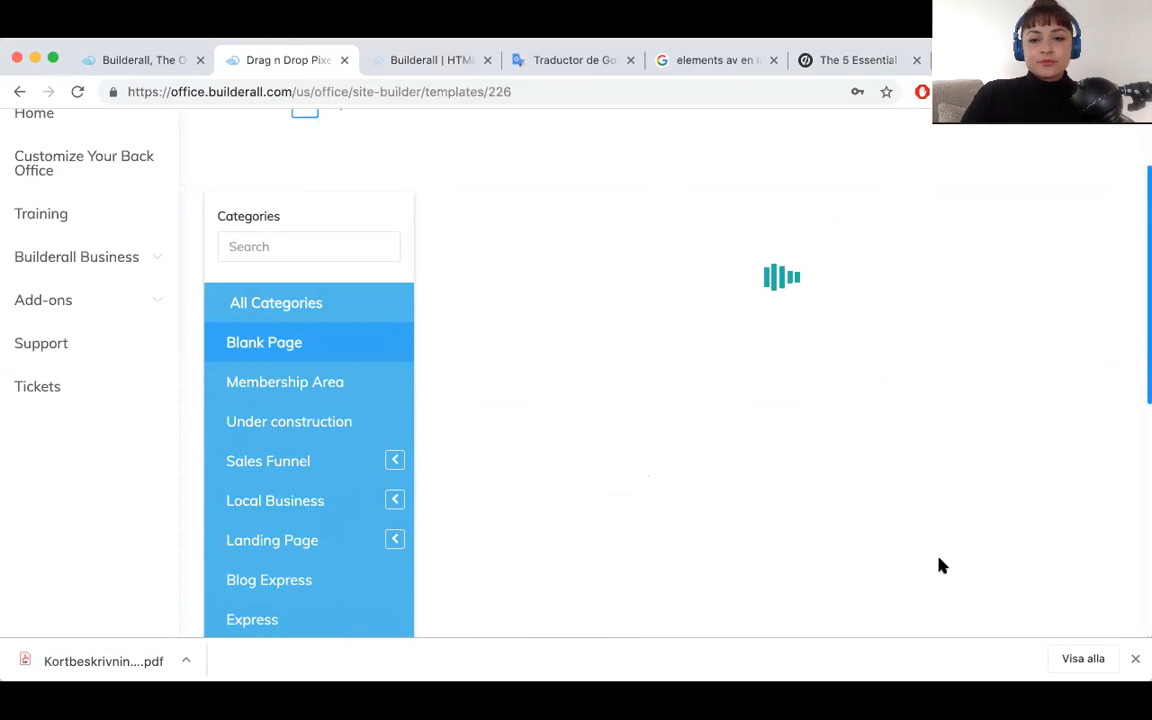 Builderall, The O
Drag n Drop Pixe
Builderall | HTMl
Traductor de Go
elements av en la
The 5 Essential
https://office.builderall.com/us/office/site-builder/templates/226
Home
Customize Your Back
Office
Training
Builderall Business
Add-ons
Support
Tickets
Categories
Search
All Categories
Blank Page
Membership Area
Under construction
Sales Funnel
Local Business
Landing Page
Blog Express
Express
Kortbeskrivnin....pdf
Visa alla